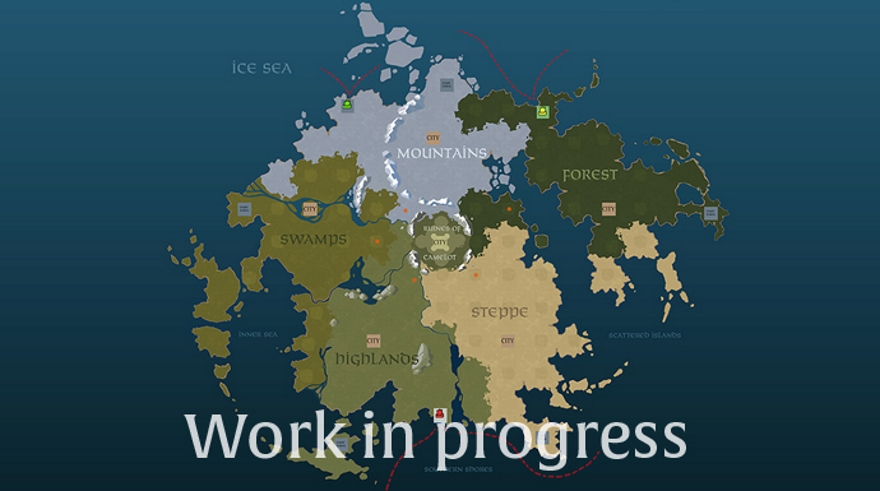 ICE SEA
CITY
MOUNTAINS
FOREST
CITY
CITY
SWAMPS
RUINES OF
CITY
CAMELOT
STEPPE
INNER SEA
SCATTERED ISLANDS
CITY
CITY
HIGHLANDS
Work in progress
SOUTHERN SHORES